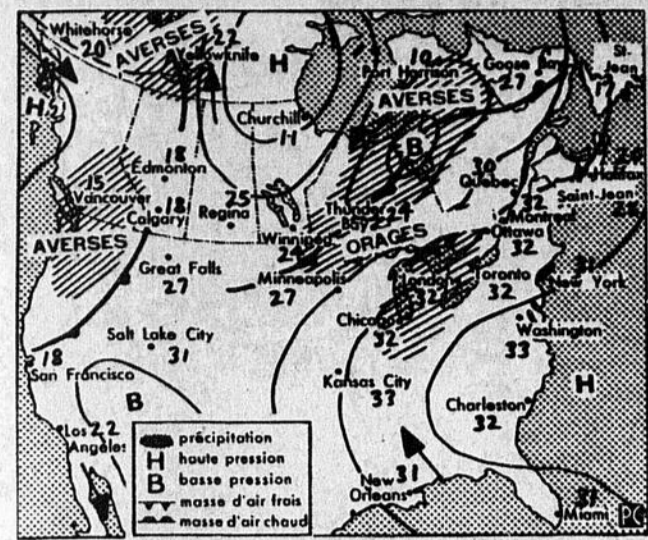 Whitehorse
20
AVERSES
22
Yellowknife
H
10
Port Harrison
AVERSES
Goose Bay
27
St-Jean
17
H
Churchill
11
B
18
Edmonton
15
Vancouver
18
Calgary
25
Regina
30
Québec
Halifax
Saint-Jean
32
Montréal
Thunder Bay 24
Ottawa
32
AVERSES
Winnipeg
ORAGES
Great Falls
27
Minneapolis
27
London
32
Toronto
32
31
New York
Chicago
32
Salt Lake City
31
Washington
33
18
San Francisco
Kansas City
33
H
B
Charleston
32
Los Angeles
22
New Orleans
31
31
Miami
PC
précipitation
H haute pression
B basse pression
masse d'air frais
masse d'air chaud